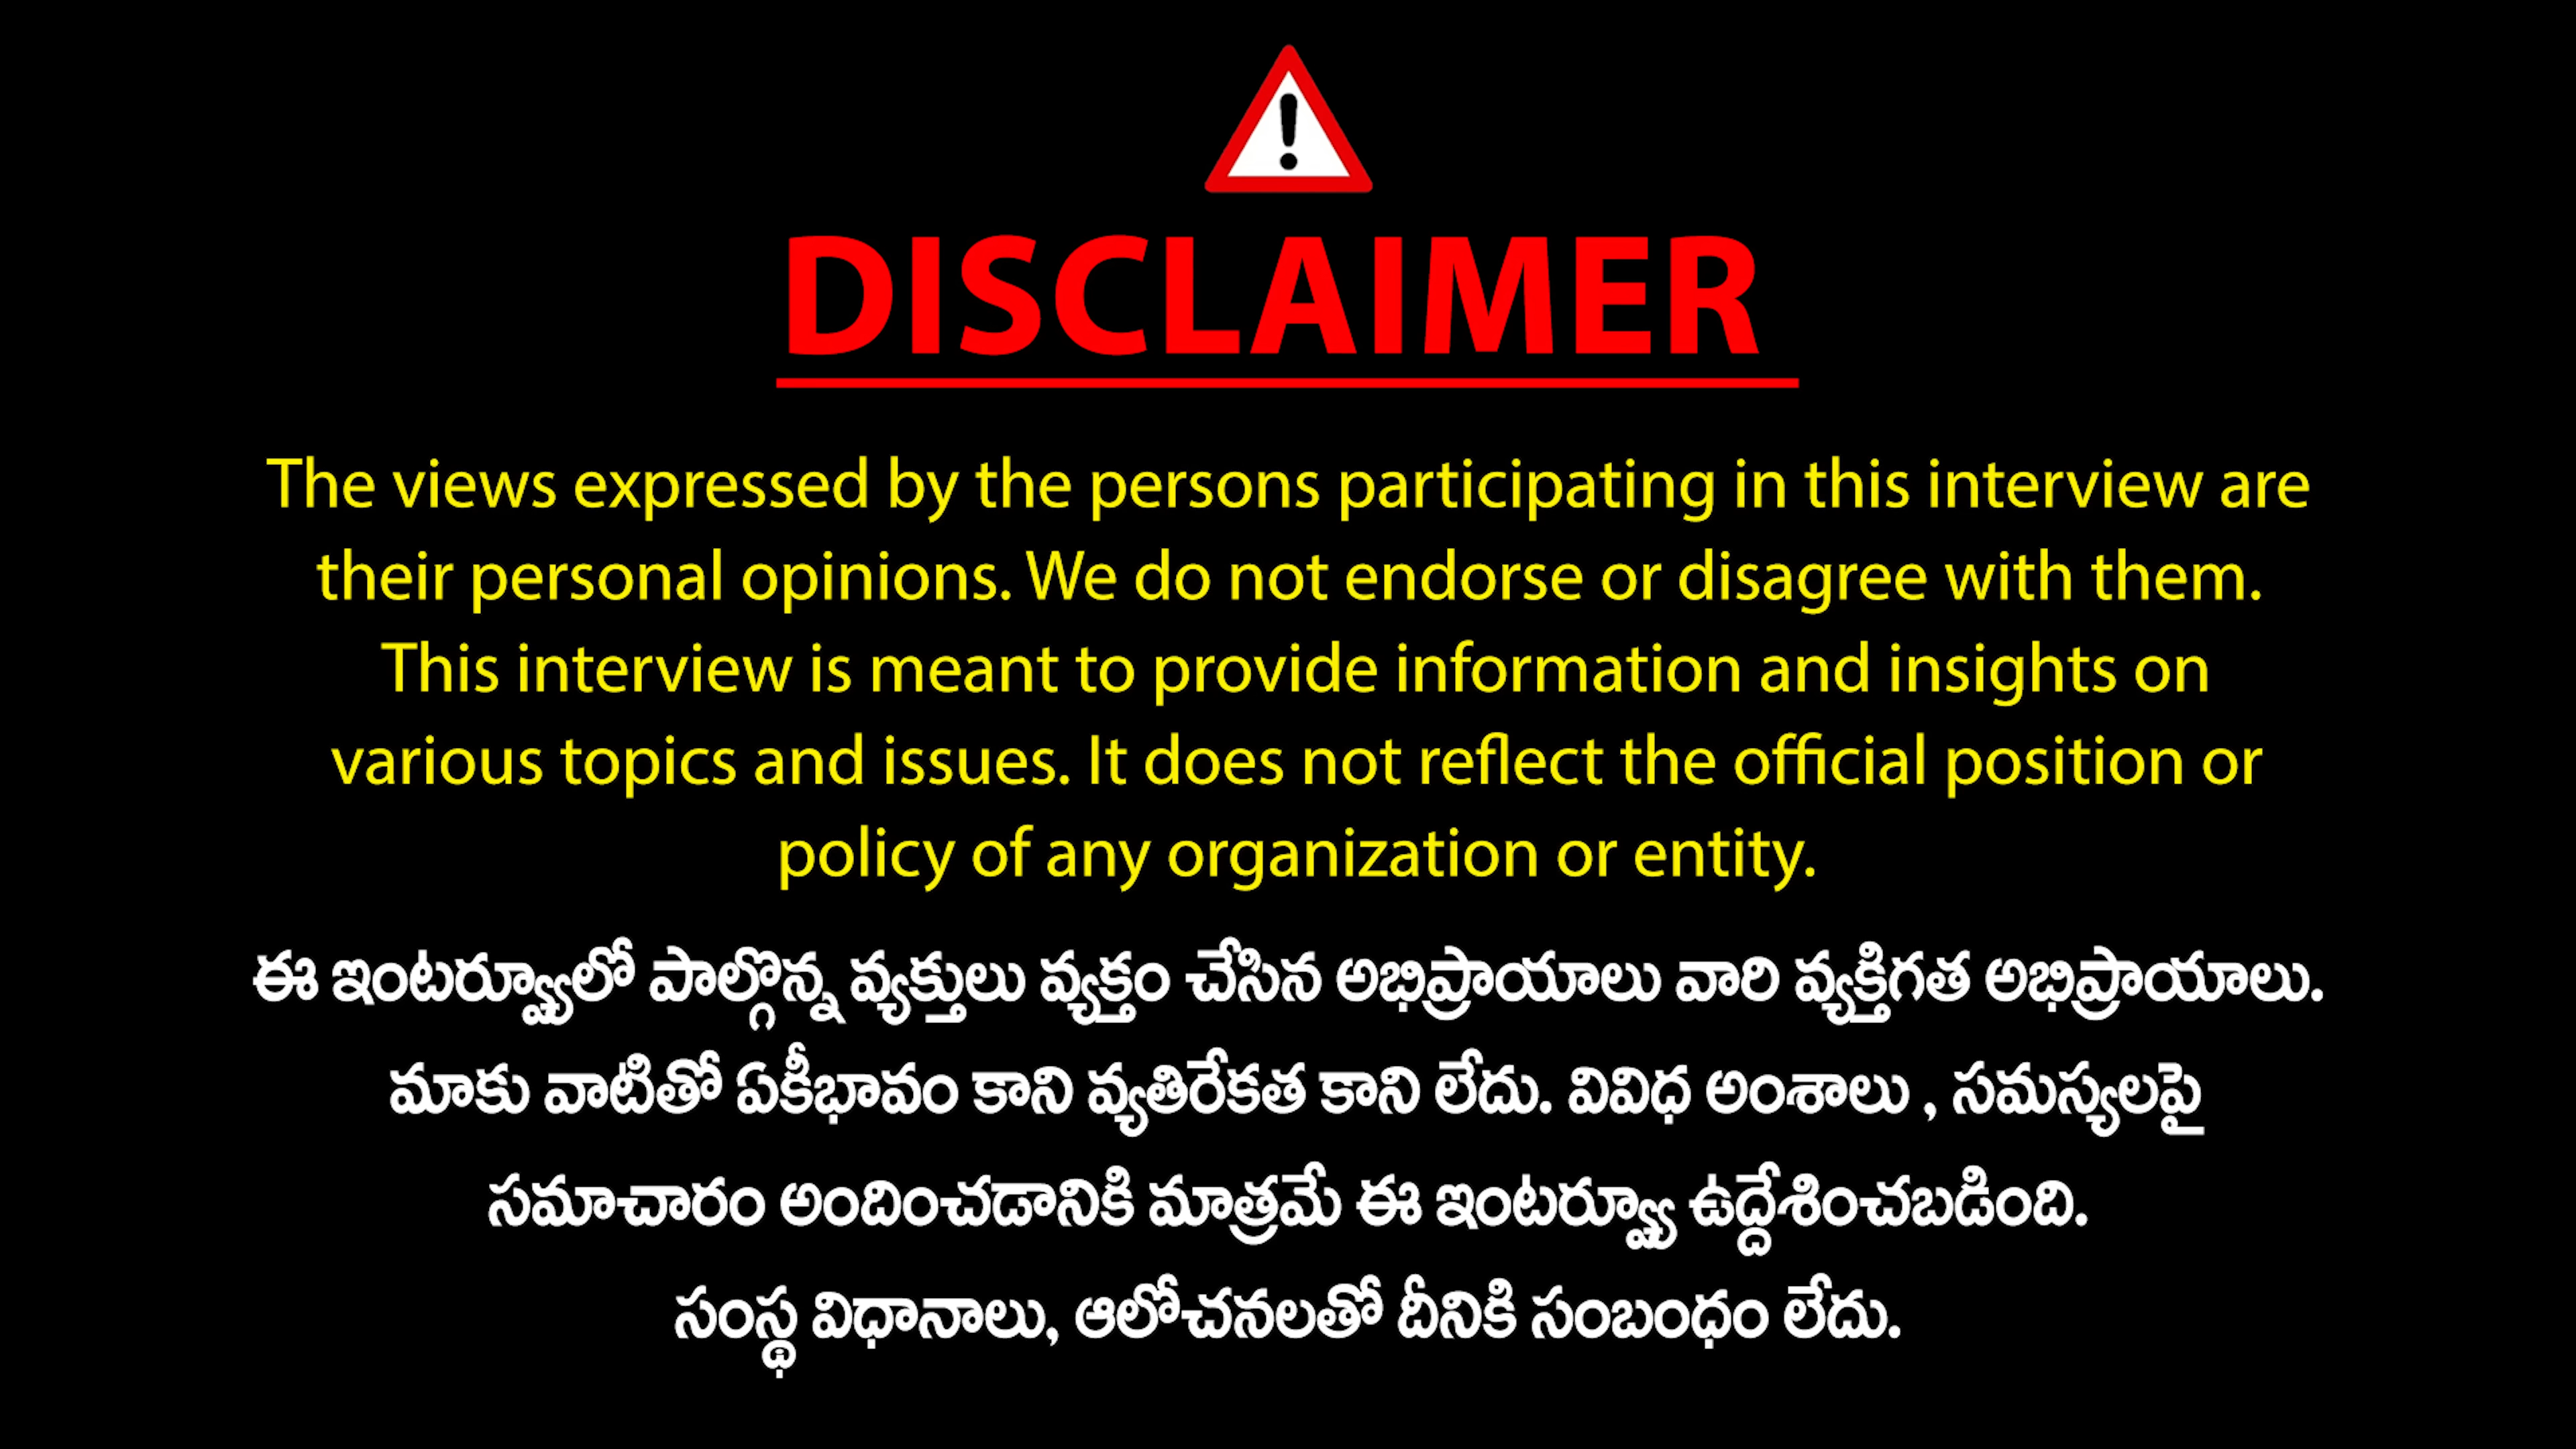 DISCLAIMER
The views expressed by the persons participating in this interview are
their personal opinions. We do not endorse or disagree with them.
This interview is meant to provide information and insights on
various topics and issues. It does not reflect the official position or
policy of any organization or entity.
ఈ ఇంటర్వ్యూలో పాల్గొన్న వ్యక్తులు వ్యక్తం చేసిన అభిప్రాయాలు వారి వ్యక్తిగత అభిప్రాయాలు.
మాకు వాటితో ఏకీభావం కాని వ్యతిరేకత కాని లేదు. వివిధ అంశాలు , సమస్యలపై
సమాచారం అందించడానికి మాత్రమే ఈ ఇంటర్వ్యూ ఉద్దేశించబడింది.
సంస్థ విధానాలు, ఆలోచనలతో దీనికి సంబంధం లేదు.